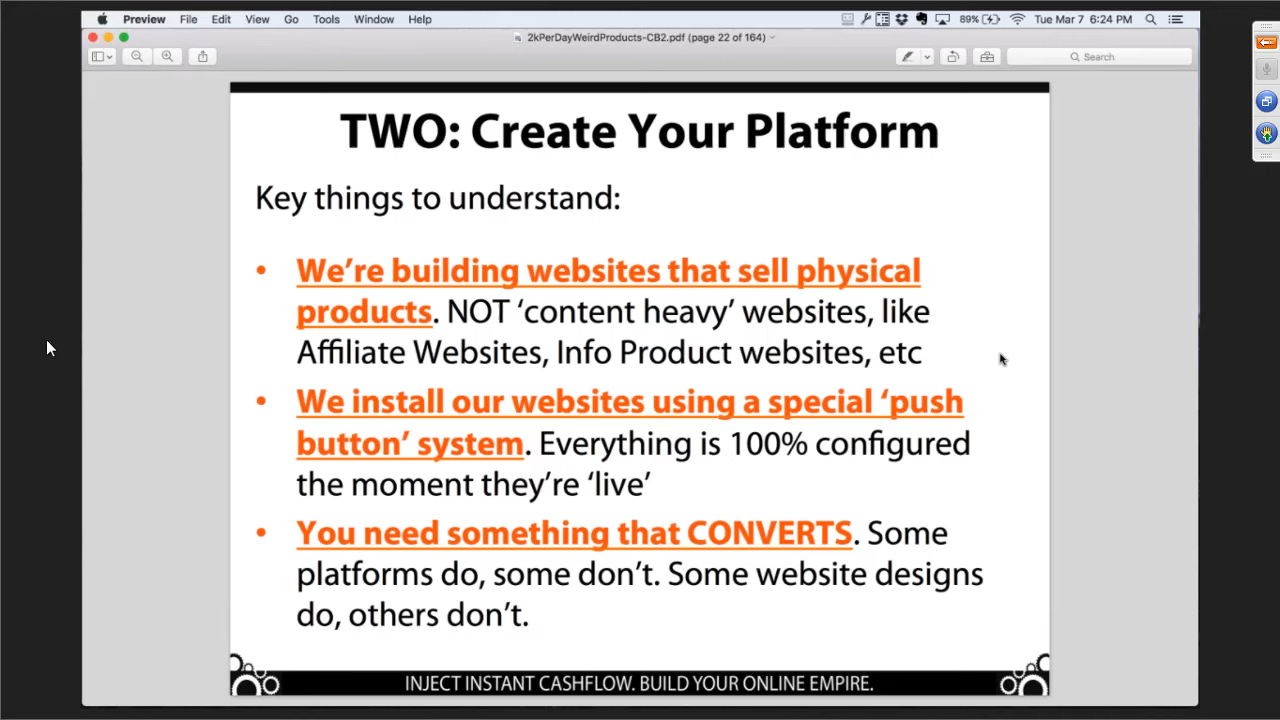 Preview File Edit View Go Tools Window Help 89% Tue Mar 7 6:24 PM
2kPerDayWeirdProducts-CB2.pdf (page 22 of 164)
Search
TWO: Create Your Platform
Key things to understand:
• We’re building websites that sell physical
products. NOT ‘content heavy’ websites, like
Affiliate Websites, Info Product websites, etc
• We install our websites using a special ‘push
button’ system. Everything is 100% configured
the moment they’re ‘live’
• You need something that CONVERTS. Some
platforms do, some don’t. Some website designs
do, others don’t.
INJECT INSTANT CASHFLOW. BUILD YOUR ONLINE EMPIRE.